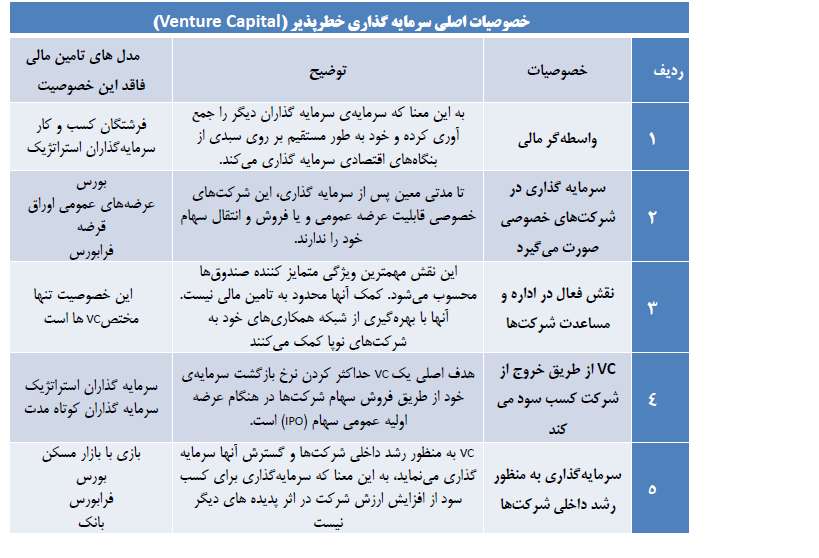 خصوصیات اصلی سرمایه گذاری خطرپذیر (Venture Capital)
ردیف
خصوصیات
توضیح
مدل های تامین مالی
فاقد این خصوصیت
۱
واسطه‌گر مالی
به این معنا که سرمایه‌ی سرمایه گذاران دیگر را جمع
آوری کرده و خود به طور مستقیم بر روی سبدی از
بنگاه‌های اقتصادی سرمایه گذاری می‌کند.
فرشتگان کسب و کار
سرمایه‌گذاران استراتژیک
۲
سرمایه گذاری در
شرکت‌های خصوصی
صورت می‌گیرد
تا مدتی معین پس از سرمایه گذاری، این شرکت‌های
خصوصی قابلیت عرضه عمومی و یا فروش و انتقال سهام
خود را ندارند.
بورس
عرضه‌های عمومی اوراق
قرضه
فرابورس
۳
نقش فعال در اداره و
مساعدت شرکت‌ها
این نقش مهمترین ویژگی متمایز کننده صندوق‌ها
محسوب می‌شود. کمک آنها محدود به تامین مالی نیست.
آنها با بهره‌گیری از شبکه همکاری‌های خود به
شرکت‌های نوپا کمک می‌کنند
این خصوصیت تنها
مختص VC ها است
٤
VC از طریق خروج از
شرکت کسب سود می
کند
هدف اصلی یک VC حداکثر کردن نرخ بازگشت سرمایه‌ی
خود از طریق فروش سهام شرکت‌ها در هنگام عرضه
اولیه عمومی سهام (IPO) است.
سرمایه گذاران استراتژیک
سرمایه گذاران کوتاه مدت
۵
سرمایه‌گذاری به منظور
رشد داخلی شرکت‌ها
VC به منظور رشد داخلی شرکت‌ها و گسترش آنها سرمایه
گذاری می‌نماید، به این معنا که سرمایه‌گذاری برای کسب
سود از افزایش ارزش شرکت در اثر پدیده های دیگر
نیست
بازی با بازار مسکن
بورس
فرابورس
بانک